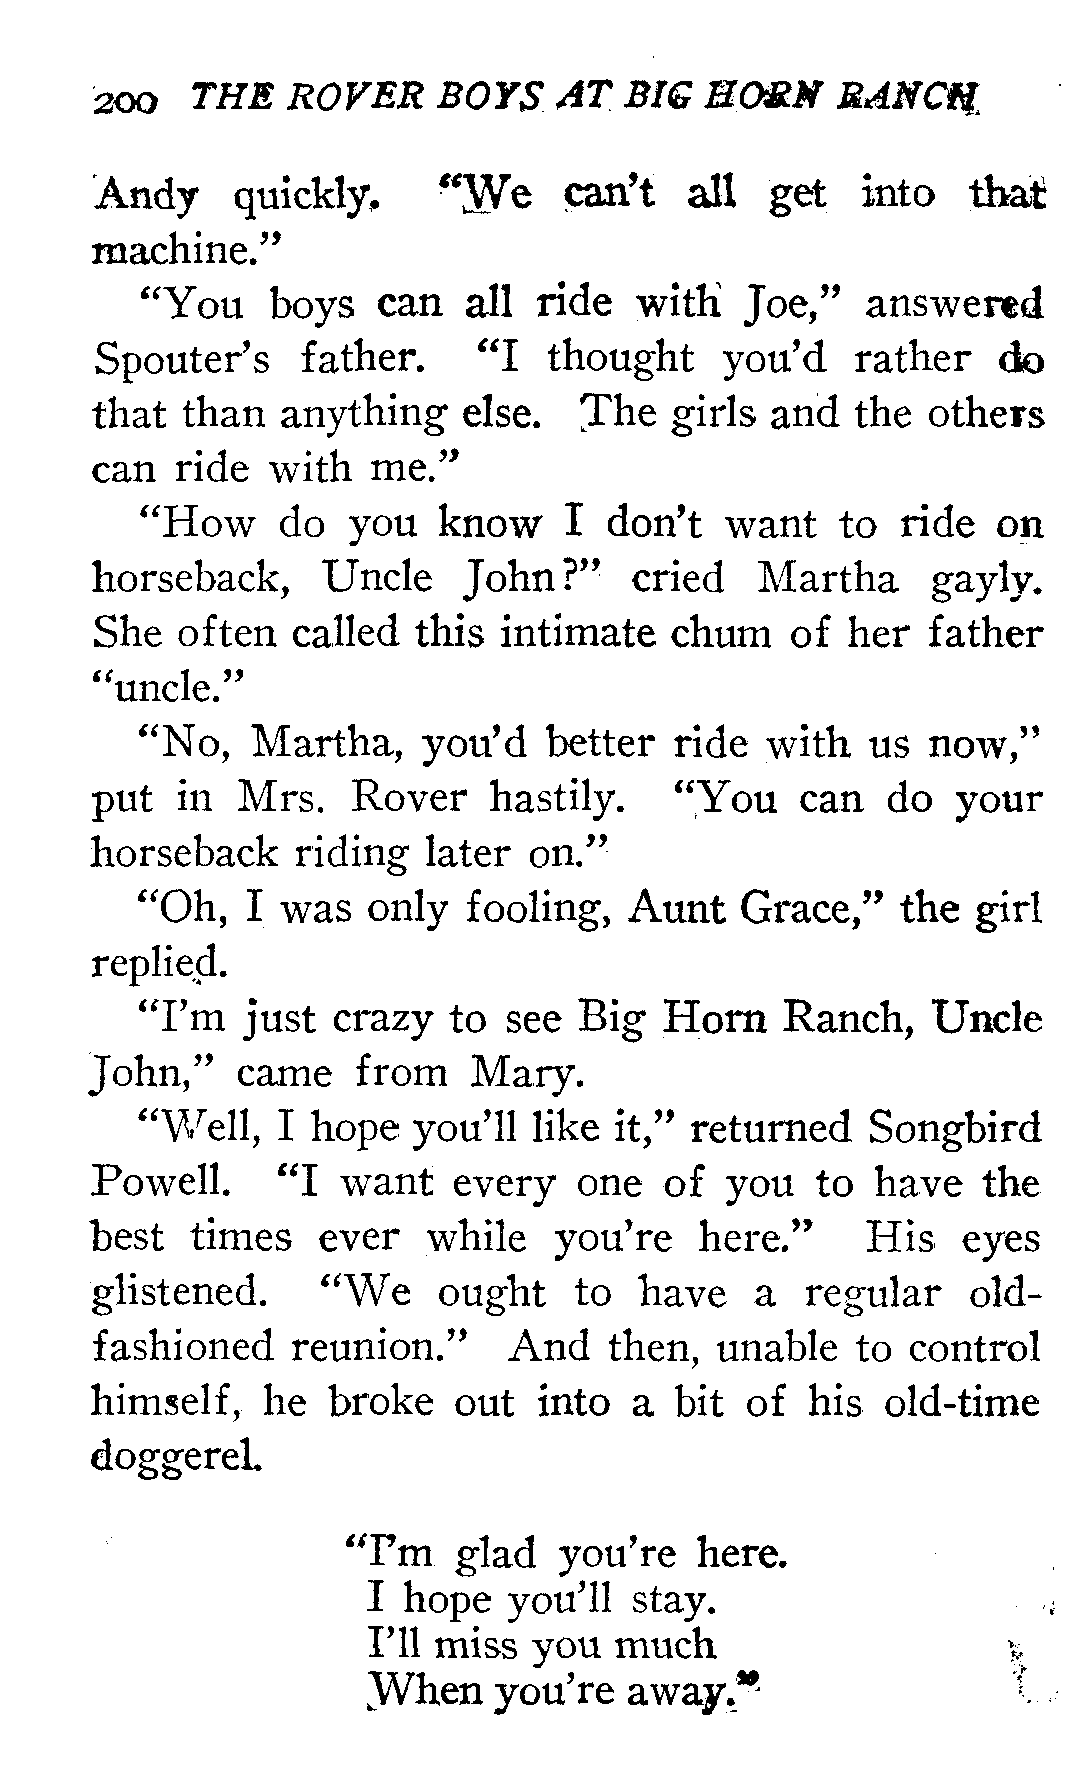 200 THE ROVER BOYS AT BIG HORN RANCH
Andy quickly. “We can’t all get into that
machine.”
“You boys can all ride with Joe,” answered
Spouter’s father. “I thought you’d rather do
that than anything else. The girls and the others
can ride with me.”
“How do you know I don’t want to ride on
horseback, Uncle John?” cried Martha gayly.
She often called this intimate chum of her father
“uncle.”
“No, Martha, you’d better ride with us now,”
put in Mrs. Rover hastily. “You can do your
horseback riding later on.”
“Oh, I was only fooling, Aunt Grace,” the girl
replied.
“I’m just crazy to see Big Horn Ranch, Uncle
John,” came from Mary.
“Well, I hope you’ll like it,” returned Songbird
Powell. “I want every one of you to have the
best times ever while you’re here.” His eyes
glistened. “We ought to have a regular old-
fashioned reunion.” And then, unable to control
himself, he broke out into a bit of his old-time
doggerel.
“I’m glad you’re here.
I hope you’ll stay.
I’ll miss you much
When you’re away.”